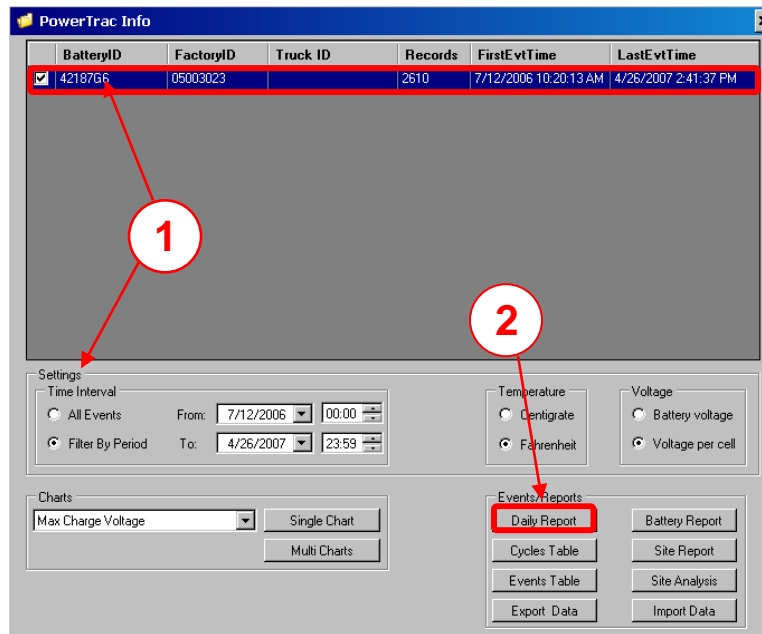 PowerTrac Info
BatteryID FactoryID Truck ID Records FirstEvtTime LastEvtTime
42187G6 05003023 2610 7/12/2006 10:20:13 AM 4/26/2007 2:41:37 PM
1
2
Settings
Time Interval
All Events From: 7/12/2006 00:00
Filter By Period To: 4/26/2007 23:59
Temperature
Centigrate
Fahrenheit
Voltage
Battery voltage
Voltage per cell
Charts
Max Charge Voltage Single Chart
Multi Charts
Events/Reports
Daily Report Battery Report
Cycles Table Site Report
Events Table Site Analysis
Export Data Import Data